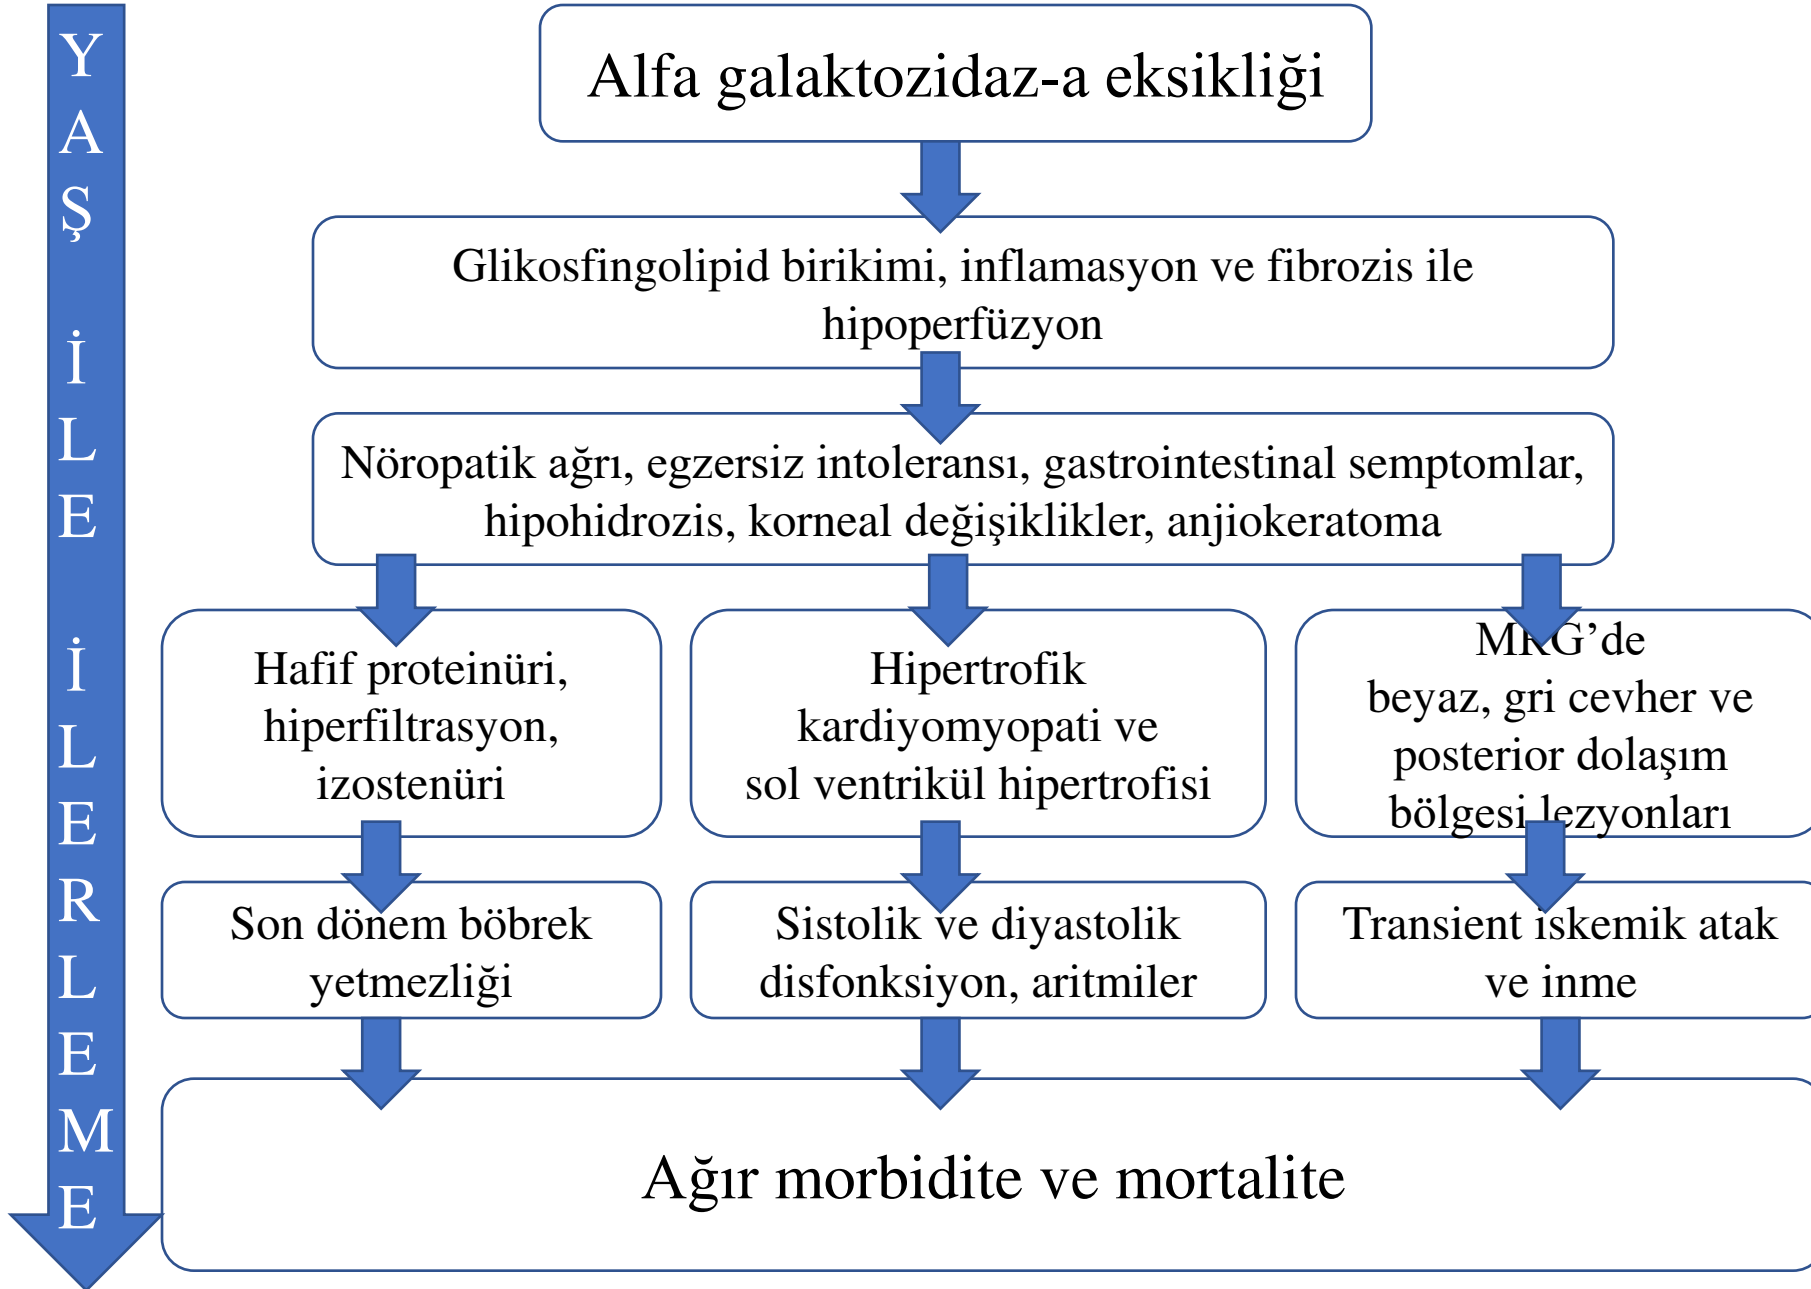 YAŞ İLE İLERLEME
Alfa galaktozidaz-a eksikliği
Glikosfingolipid birikimi, inflamasyon ve fibrozis ile
hipoperfüzyon
Nöropatik ağrı, egzersiz intoleransı, gastrointestinal semptomlar,
hipohidrozis, korneal değişiklikler, anjiokeratoma
Hafif proteinüri,
hiperfiltrasyon,
izostenüri
Hipertrofik
kardiyomyopati ve
sol ventrikül hipertrofisi
MRG’de
beyaz, gri cevher ve
posterior dolaşım
bölgesi lezyonları
Son dönem böbrek
yetmezliği
Sistolik ve diyastolik
disfonksiyon, aritmiler
Transient iskemik atak
ve inme
Ağır morbidite ve mortalite